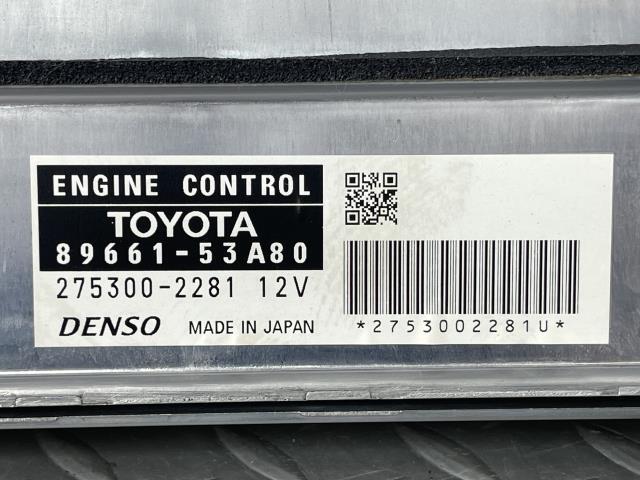 ENGINE CONTROL
TOYOTA
89661-53A80
275300-2281 12V
DENSO MADE IN JAPAN
*2753002281U*